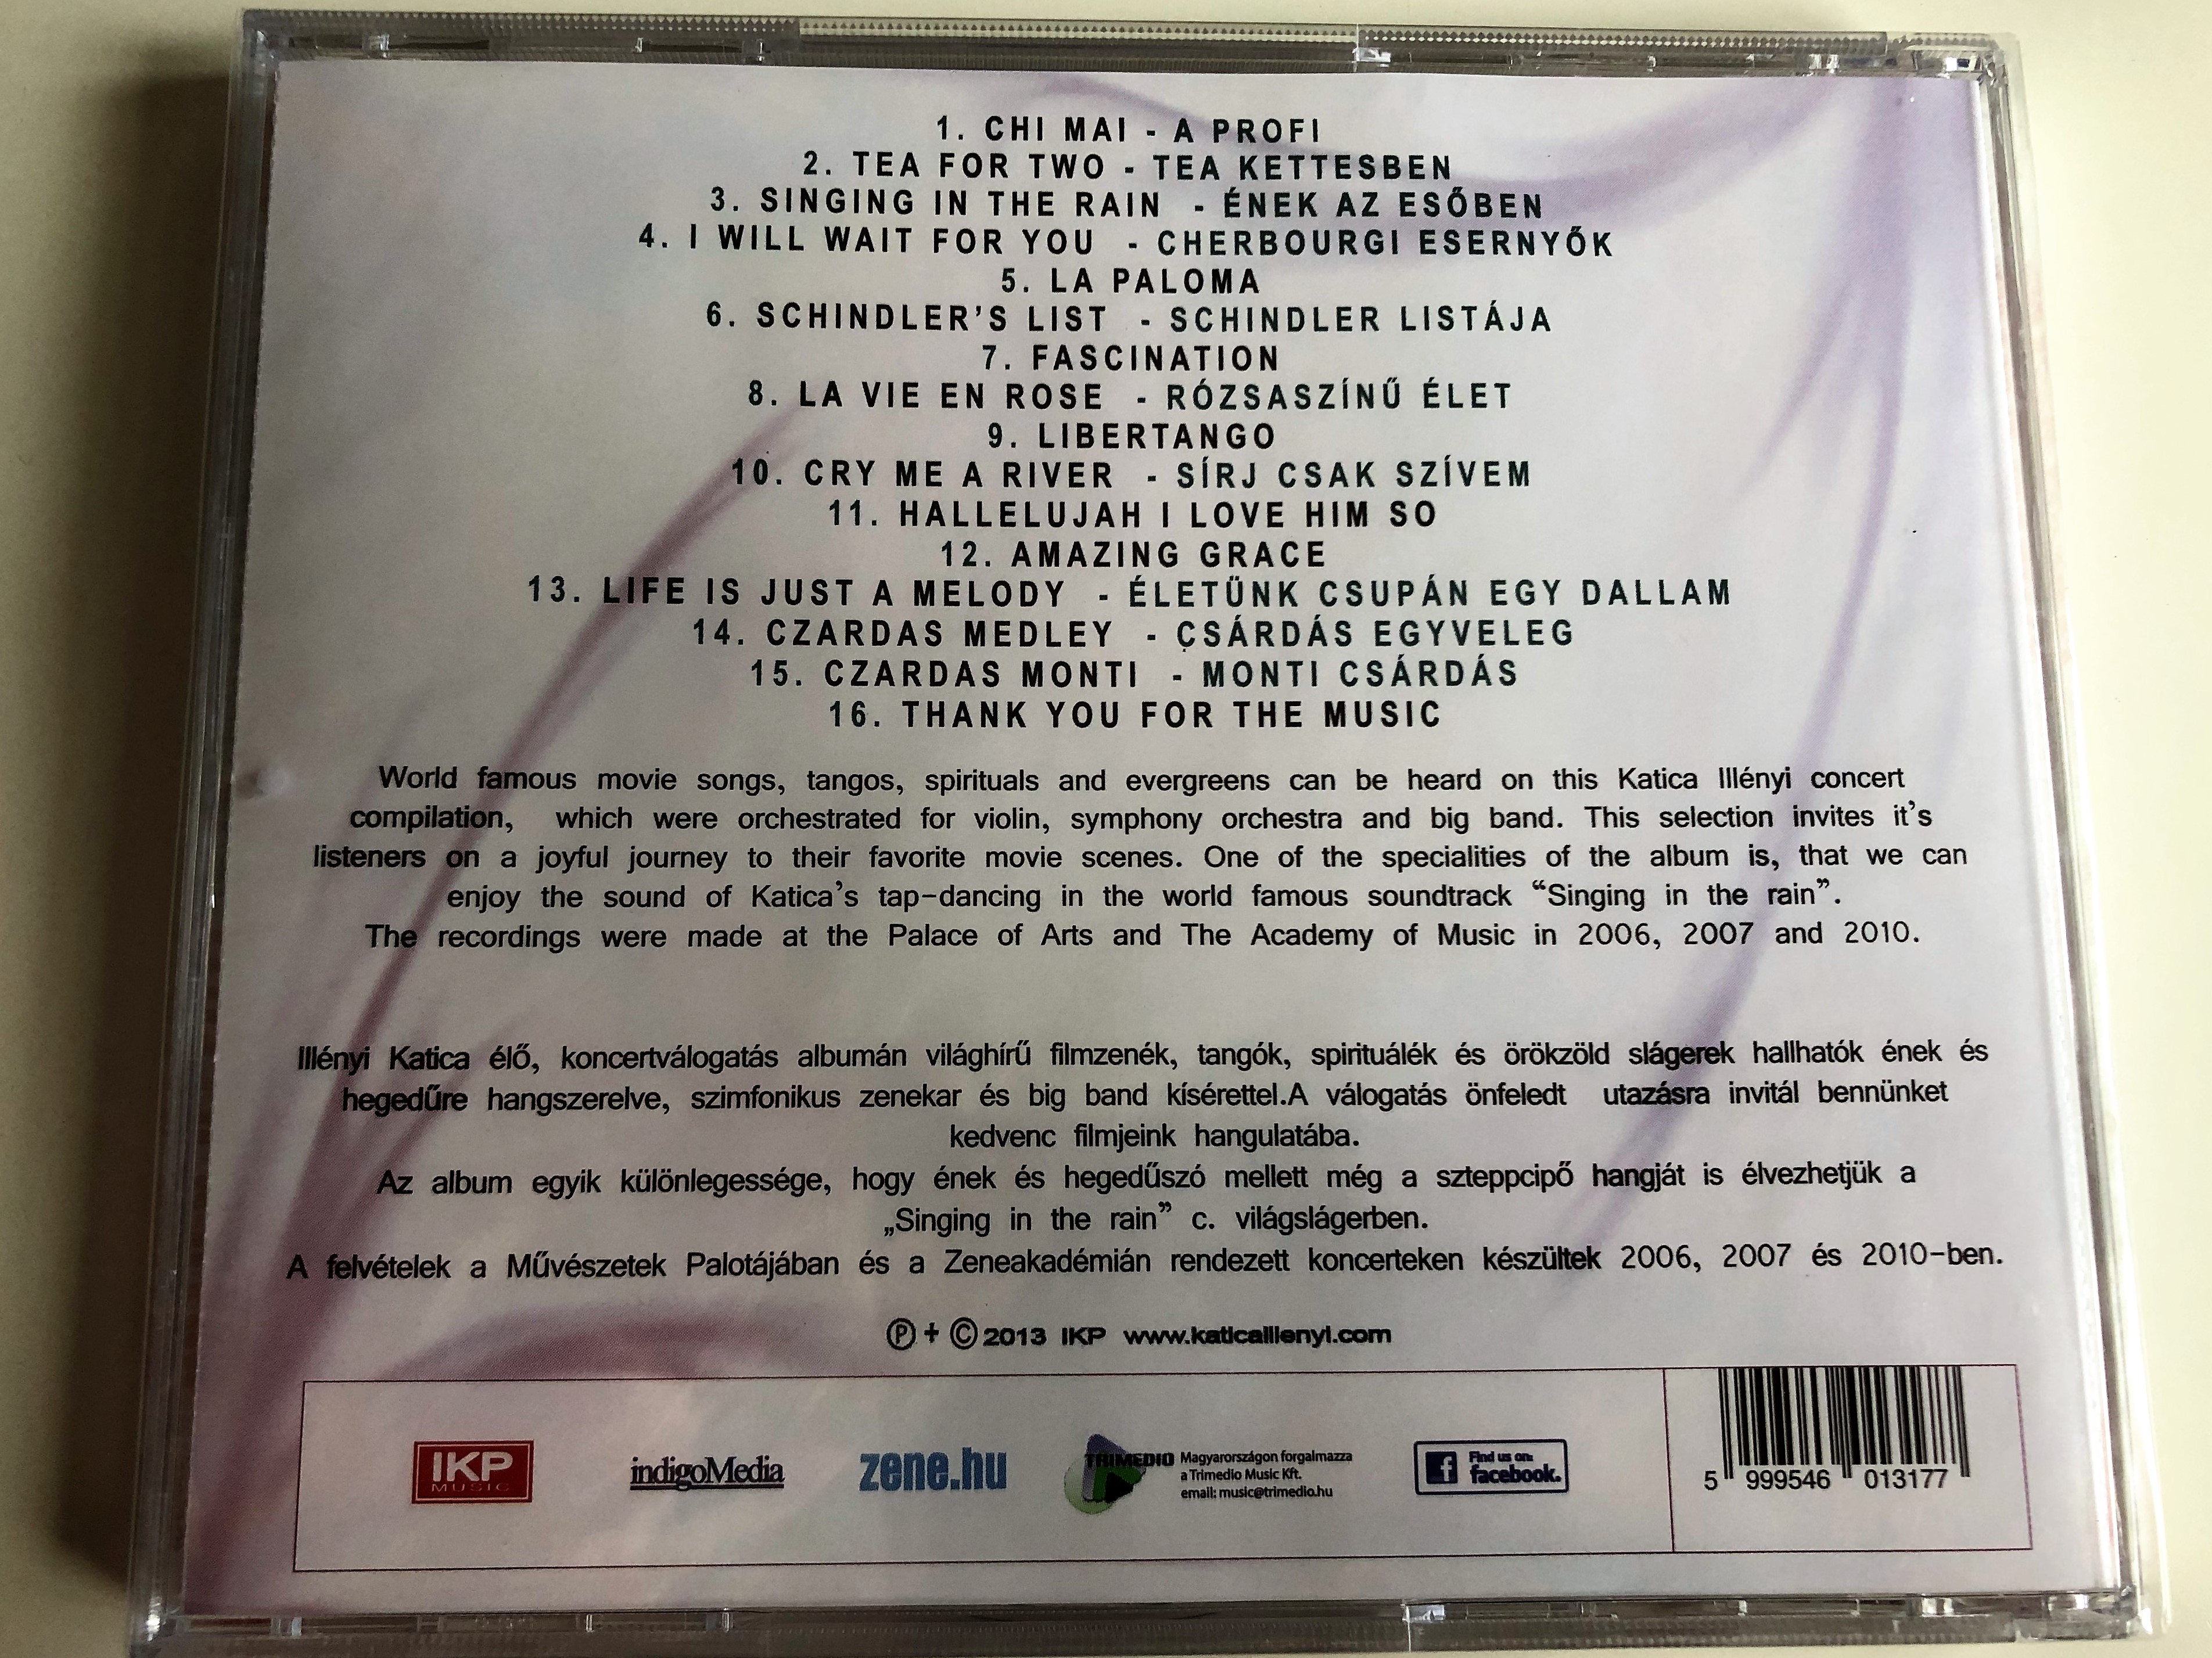 1. CHI MAI - A PROFI
2. TEA FOR TWO - TEA KETTESBEN
3. SINGING IN THE RAIN - ÉNEK AZ ESŐBEN
4. I WILL WAIT FOR YOU - CHERBOURGI ESERNYŐK
5. LA PALOMA
6. SCHINDLER'S LIST - SCHINDLER LISTÁJA
7. FASCINATION
8. LA VIE EN ROSE - RÓZSASZÍNŰ ÉLET
9. LIBERTANGO
10. CRY ME A RIVER - SÍRJ CSAK SZÍVEM
11. HALLELUJAH I LOVE HIM SO
12. AMAZING GRACE
13. LIFE IS JUST A MELODY - ÉLETÜNK CSUPÁN EGY DALLAM
14. CZARDAS MEDLEY - CSÁRDÁS EGYVELEG
15. CZARDAS MONTI - MONTI CSÁRDÁS
16. THANK YOU FOR THE MUSIC
World famous movie songs, tangos, spirituals and evergreens can be heard on this Katica Illényi concert
compilation, which were orchestrated for violin, symphony orchestra and big band. This selection invites it's
listeners on a joyful journey to their favorite movie scenes. One of the specialities of the album is, that we can
enjoy the sound of Katica's tap-dancing in the world famous soundtrack “Singing in the rain”.
The recordings were made at the Palace of Arts and The Academy of Music in 2006, 2007 and 2010.
Illényi Katica élő, koncertválogatás albumán világhírű filmzenék, tangók, spirituálék és örökzöld slágerek hallhatók ének és
hegedűre hangszerelve, szimfonikus zenekar és big band kísérettel.A válogatás önfeledt utazásra invitál bennünket
kedvenc filmjeink hangulatába.
Az album egyik különlegessége, hogy ének és hegedűszó mellett még a szteppcipő hangját is élvezhetjük a
„Singing in the rain” c. világslágerben.
A felvételek a Művészetek Palotájában és a Zeneakadémián rendezett koncerteken készültek 2006, 2007 és 2010-ben.
Ⓟ + © 2013 IKP www.katicaillenyi.com
IKP
MUSIC
indigoMedia
zene.hu
TRIMEDIO
Magyarországon forgalmazza
a Trimedio Music Kft.
email: music@trimedio.hu
Find us on:
facebook.
5 999546 013177